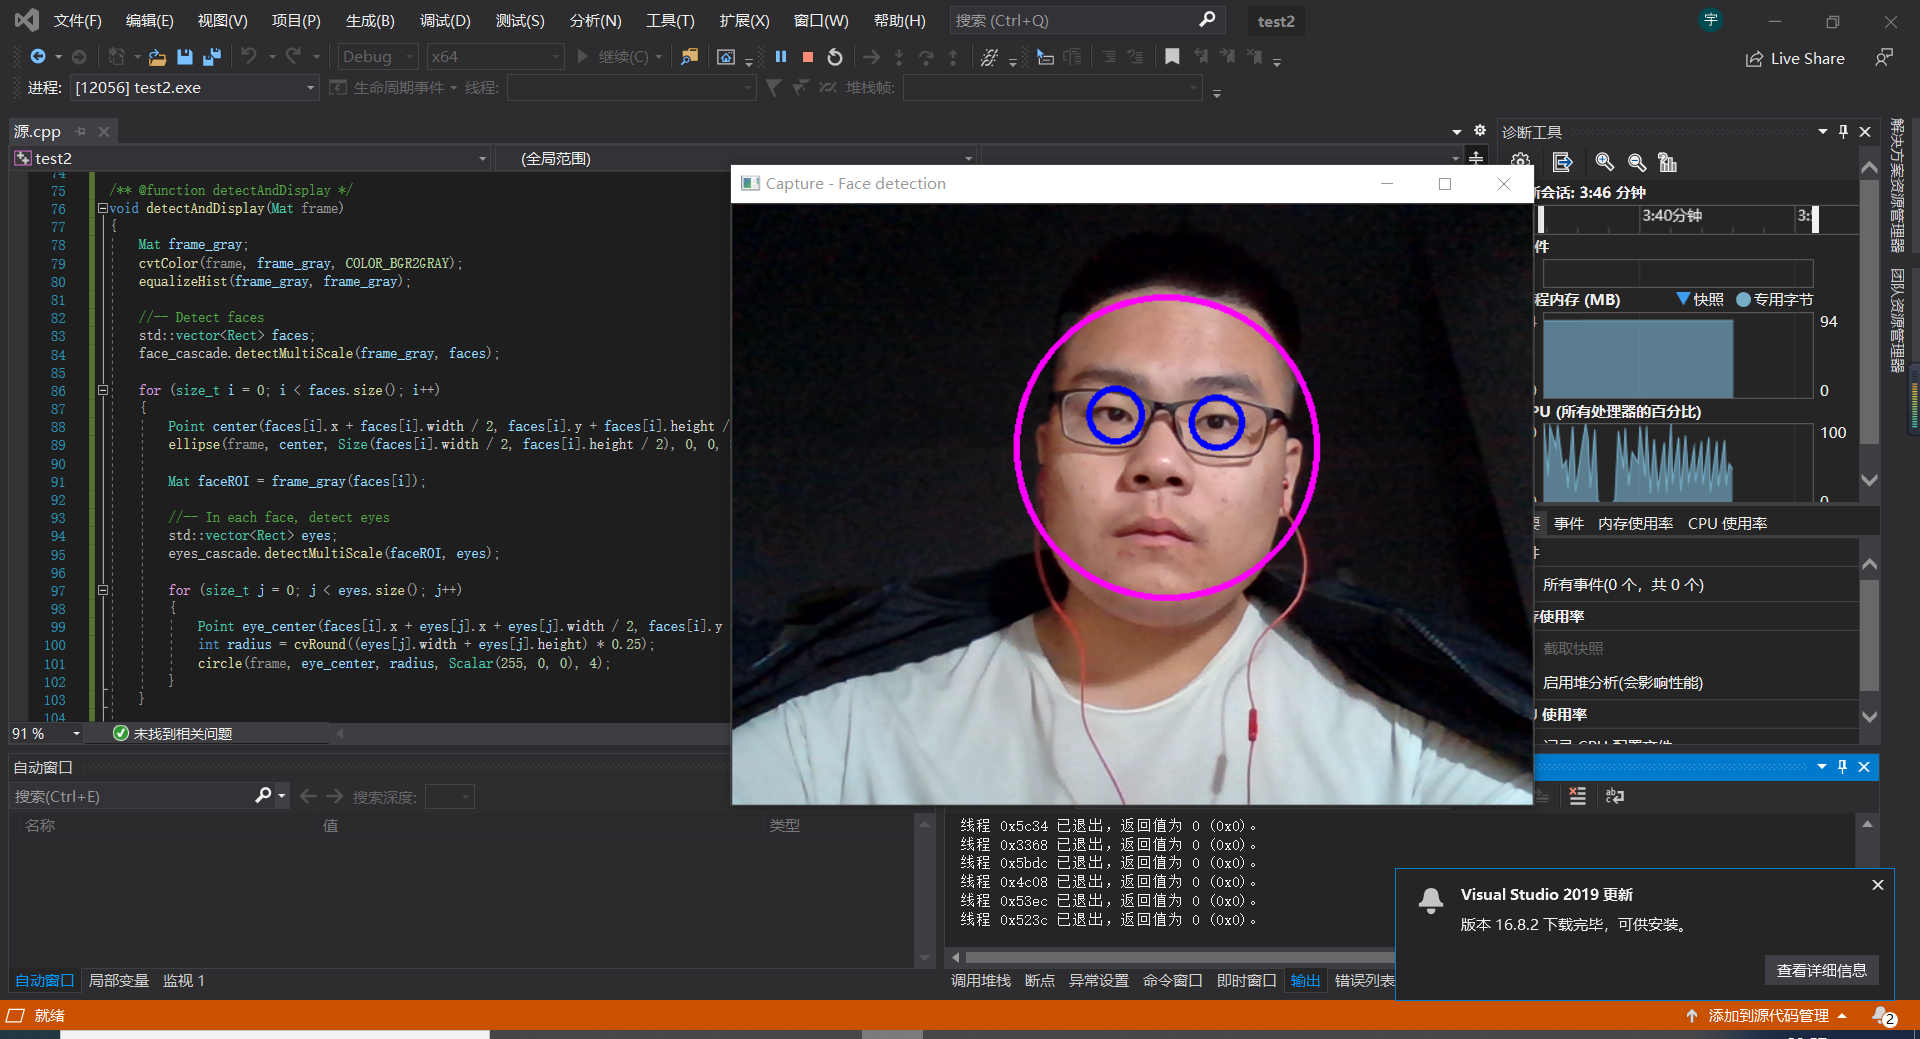 文件(F) 编辑(E) 视图(V) 项目(P) 生成(B) 调试(D) 测试(S) 分析(N) 工具(T) 扩展(X) 窗口(W) 帮助(H) 搜索 (Ctrl+Q) test2 宇
Debug x64 继续(C) Live Share
进程: [12056] test2.exe 生命周期事件 线程: 堆栈帧:
源.cpp
test2 (全局范围)
74
75 /** @function detectAndDisplay */
76 void detectAndDisplay(Mat frame)
77 {
78 Mat frame_gray;
79 cvtColor(frame, frame_gray, COLOR_BGR2GRAY);
80 equalizeHist(frame_gray, frame_gray);
81
82 //-- Detect faces
83 std::vector<Rect> faces;
84 face_cascade.detectMultiScale(frame_gray, faces);
85
86 for (size_t i = 0; i < faces.size(); i++)
87 {
88 Point center(faces[i].x + faces[i].width / 2, faces[i].y + faces[i].height /
89 ellipse(frame, center, Size(faces[i].width / 2, faces[i].height / 2), 0, 0,
90
91 Mat faceROI = frame_gray(faces[i]);
92
93 //-- In each face, detect eyes
94 std::vector<Rect> eyes;
95 eyes_cascade.detectMultiScale(faceROI, eyes);
96
97 for (size_t j = 0; j < eyes.size(); j++)
98 {
99 Point eye_center(faces[i].x + eyes[j].x + eyes[j].width / 2, faces[i].y
100 int radius = cvRound((eyes[j].width + eyes[j].height) * 0.25);
101 circle(frame, eye_center, radius, Scalar(255, 0, 0), 4);
102 }
103 }
104
91 % 未找到相关问题
Capture - Face detection
诊断工具
会话: 3:46 分钟
3:40分钟
件
程内存 (MB) 快照 专用字节
94
0
PU (所有处理器的百分比)
100
0
事件 内存使用率 CPU 使用率
所有事件(0 个，共 0 个)
使用率
截取快照
启用堆分析(会影响性能)
使用率
记录 CPU 配置文件
解决方案资源管理器
团队资源管理器
自动窗口
搜索(Ctrl+E) 搜索深度:
名称 值 类型
自动窗口 局部变量 监视 1
线程 0x5c34 已退出，返回值为 0 (0x0)。
线程 0x3368 已退出，返回值为 0 (0x0)。
线程 0x5bdc 已退出，返回值为 0 (0x0)。
线程 0x4c08 已退出，返回值为 0 (0x0)。
线程 0x53ec 已退出，返回值为 0 (0x0)。
线程 0x523c 已退出，返回值为 0 (0x0)。
调用堆栈 断点 异常设置 命令窗口 即时窗口 输出 错误列表
Visual Studio 2019 更新
版本 16.8.2 下载完毕，可供安装。
查看详细信息
就绪 添加到源代码管理 2